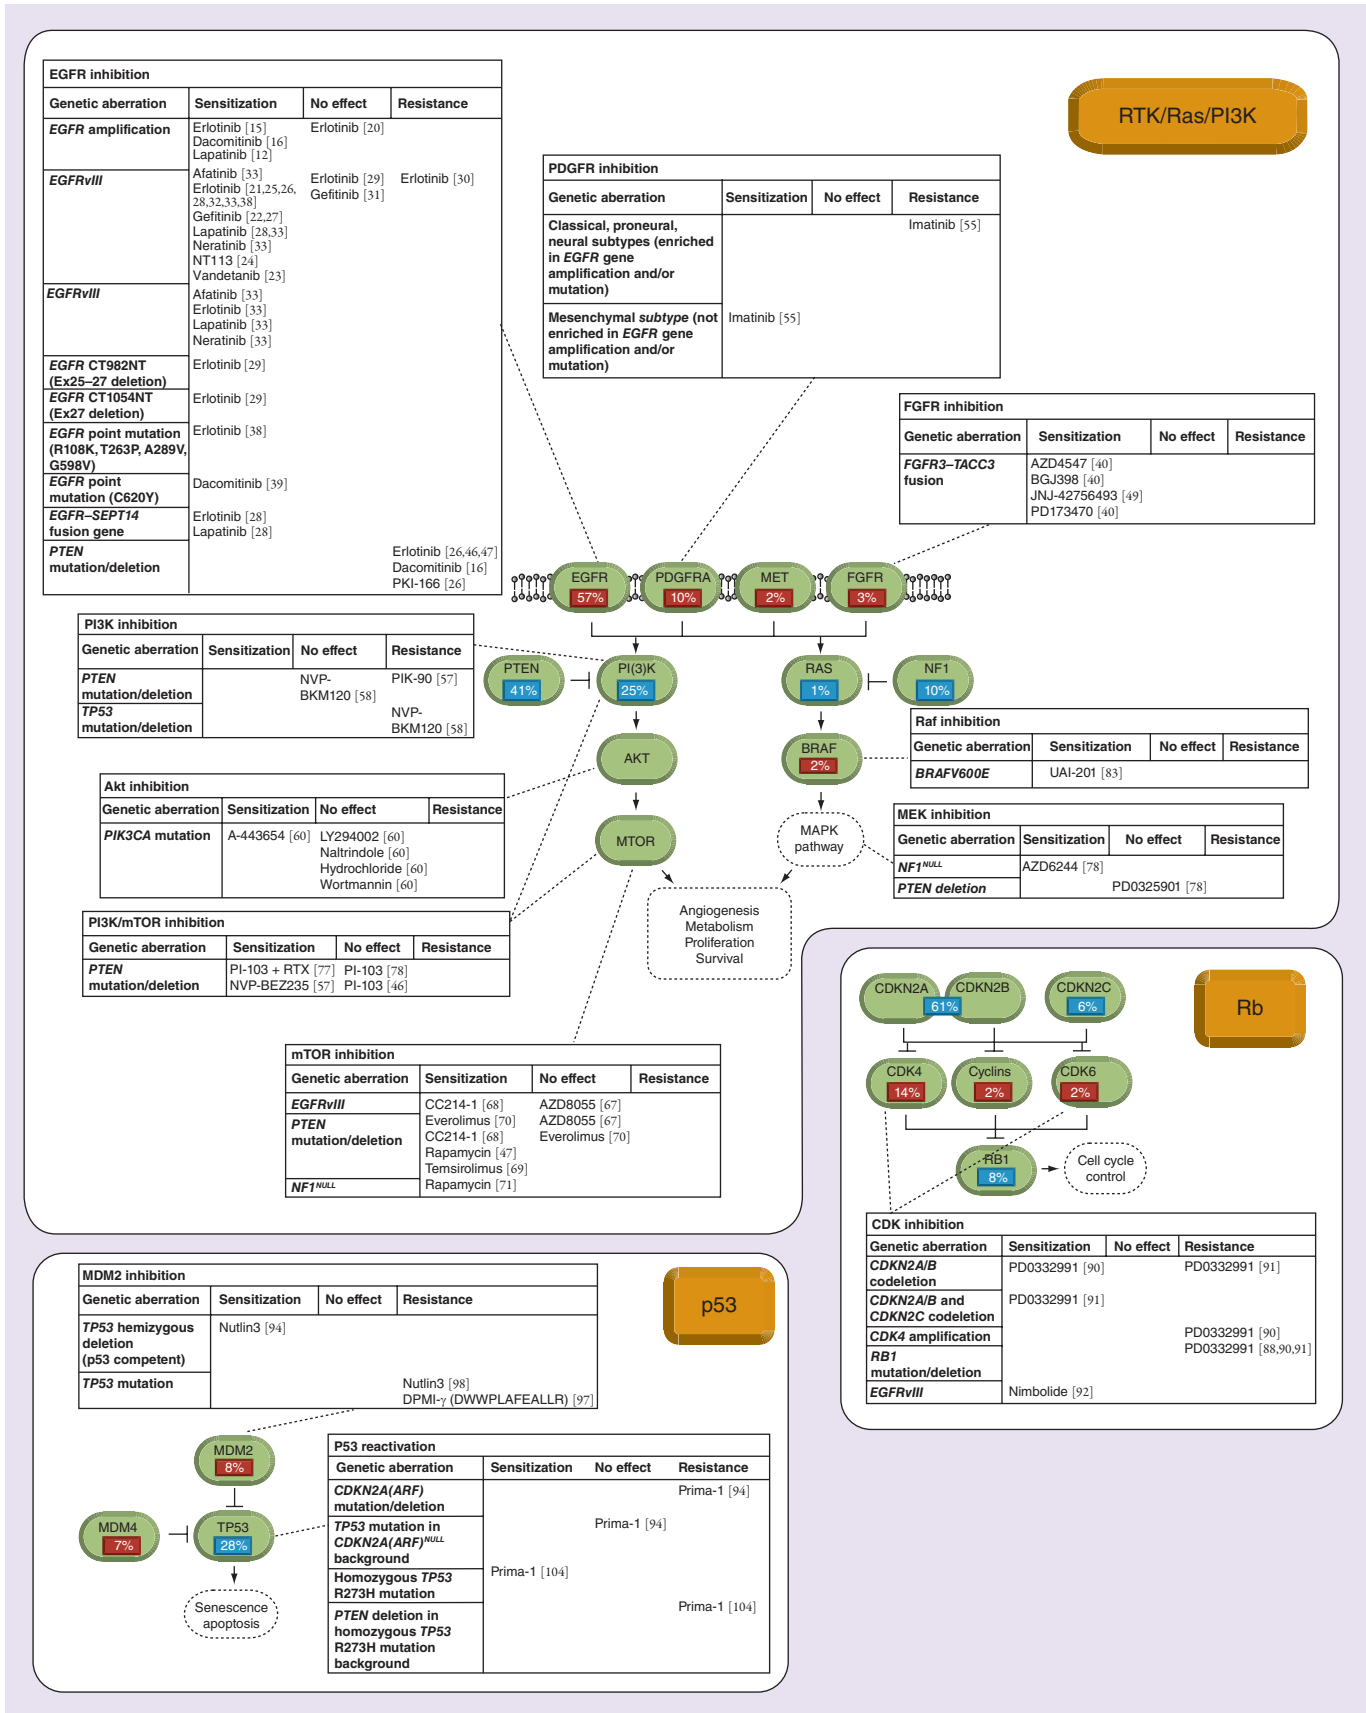 RTK/Ras/PI3K
EGFR inhibition
Genetic aberration Sensitization No effect Resistance
EGFR amplification Erlotinib [15] Erlotinib [20]
Dacomitinib [16]
Lapatinib [12]
EGFRvIII Afatinib [33] Erlotinib [29] Erlotinib [30]
Erlotinib [21,25,26, Gefitinib [31]
28,32,33,38]
Gefitinib [22,27]
Lapatinib [28,33]
Neratinib [33]
NT113 [24]
Vandetanib [23]
EGFRvIII Afatinib [33]
Erlotinib [33]
Lapatinib [33]
Neratinib [33]
EGFR CT982NT Erlotinib [29]
(Ex25–27 deletion)
EGFR CT1054NT Erlotinib [29]
(Ex27 deletion)
EGFR point mutation Erlotinib [38]
(R108K, T263P, A289V,
G598V)
EGFR point Dacomitinib [39]
mutation (C620Y)
EGFR–SEPT14 Erlotinib [28]
fusion gene Lapatinib [28]
PTEN Erlotinib [26,46,47]
mutation/deletion Dacomitinib [16]
PKI-166 [26]
PDGFR inhibition
Genetic aberration Sensitization No effect Resistance
Classical, proneural, Imatinib [55]
neural subtypes (enriched
in EGFR gene
amplification and/or
mutation)
Mesenchymal subtype (not Imatinib [55]
enriched in EGFR gene
amplification and/or
mutation)
FGFR inhibition
Genetic aberration Sensitization No effect Resistance
FGFR3–TACC3 AZD4547 [40]
fusion BGJ398 [40]
JNJ-42756493 [49]
PD173470 [40]
EGFR PDGFRA MET FGFR
57% 10% 2% 3%
PI3K inhibition
Genetic aberration Sensitization No effect Resistance
PTEN NVP- PIK-90 [57]
mutation/deletion BKM120 [58]
TP53 NVP-
mutation/deletion BKM120 [58]
PTEN PI(3)K RAS NF1
41% 25% 1% 10%
AKT BRAF
2%
Raf inhibition
Genetic aberration Sensitization No effect Resistance
BRAFV600E UAI-201 [83]
Akt inhibition
Genetic aberration Sensitization No effect Resistance
PIK3CA mutation A-443654 [60] LY294002 [60]
Naltrindole [60]
Hydrochloride [60]
Wortmannin [60]
MTOR
MAPK
pathway
MEK inhibition
Genetic aberration Sensitization No effect Resistance
NF1NULL AZD6244 [78]
PTEN deletion PD0325901 [78]
Angiogenesis
Metabolism
Proliferation
Survival
PI3K/mTOR inhibition
Genetic aberration Sensitization No effect Resistance
PTEN PI-103 + RTX [77] PI-103 [78]
mutation/deletion NVP-BEZ235 [57] PI-103 [46]
mTOR inhibition
Genetic aberration Sensitization No effect Resistance
EGFRvIII CC214-1 [68] AZD8055 [67]
PTEN Everolimus [70] AZD8055 [67]
mutation/deletion CC214-1 [68] Everolimus [70]
Rapamycin [47]
Temsirolimus [69]
NF1NULL Rapamycin [71]
Rb
CDKN2A CDKN2B CDKN2C
61% 6%
CDK4 Cyclins CDK6
14% 2% 2%
RB1
8%
Cell cycle
control
CDK inhibition
Genetic aberration Sensitization No effect Resistance
CDKN2A/B PD0332991 [90] PD0332991 [91]
codeletion
CDKN2A/B and PD0332991 [91]
CDKN2C codeletion
CDK4 amplification PD0332991 [90]
RB1 PD0332991 [88,90,91]
mutation/deletion
EGFRvIII Nimbolide [92]
p53
MDM2 inhibition
Genetic aberration Sensitization No effect Resistance
TP53 hemizygous Nutlin3 [94]
deletion
(p53 competent)
TP53 mutation Nutlin3 [98]
DPMI-γ (DWWPLAFEALLR) [97]
MDM2
8%
MDM4 TP53
7% 28%
Senescence
apoptosis
P53 reactivation
Genetic aberration Sensitization No effect Resistance
CDKN2A(ARF) Prima-1 [94]
mutation/deletion
TP53 mutation in Prima-1 [94]
CDKN2A(ARF)NULL
background
Homozygous TP53 Prima-1 [104]
R273H mutation
PTEN deletion in Prima-1 [104]
homozygous TP53
R273H mutation
background